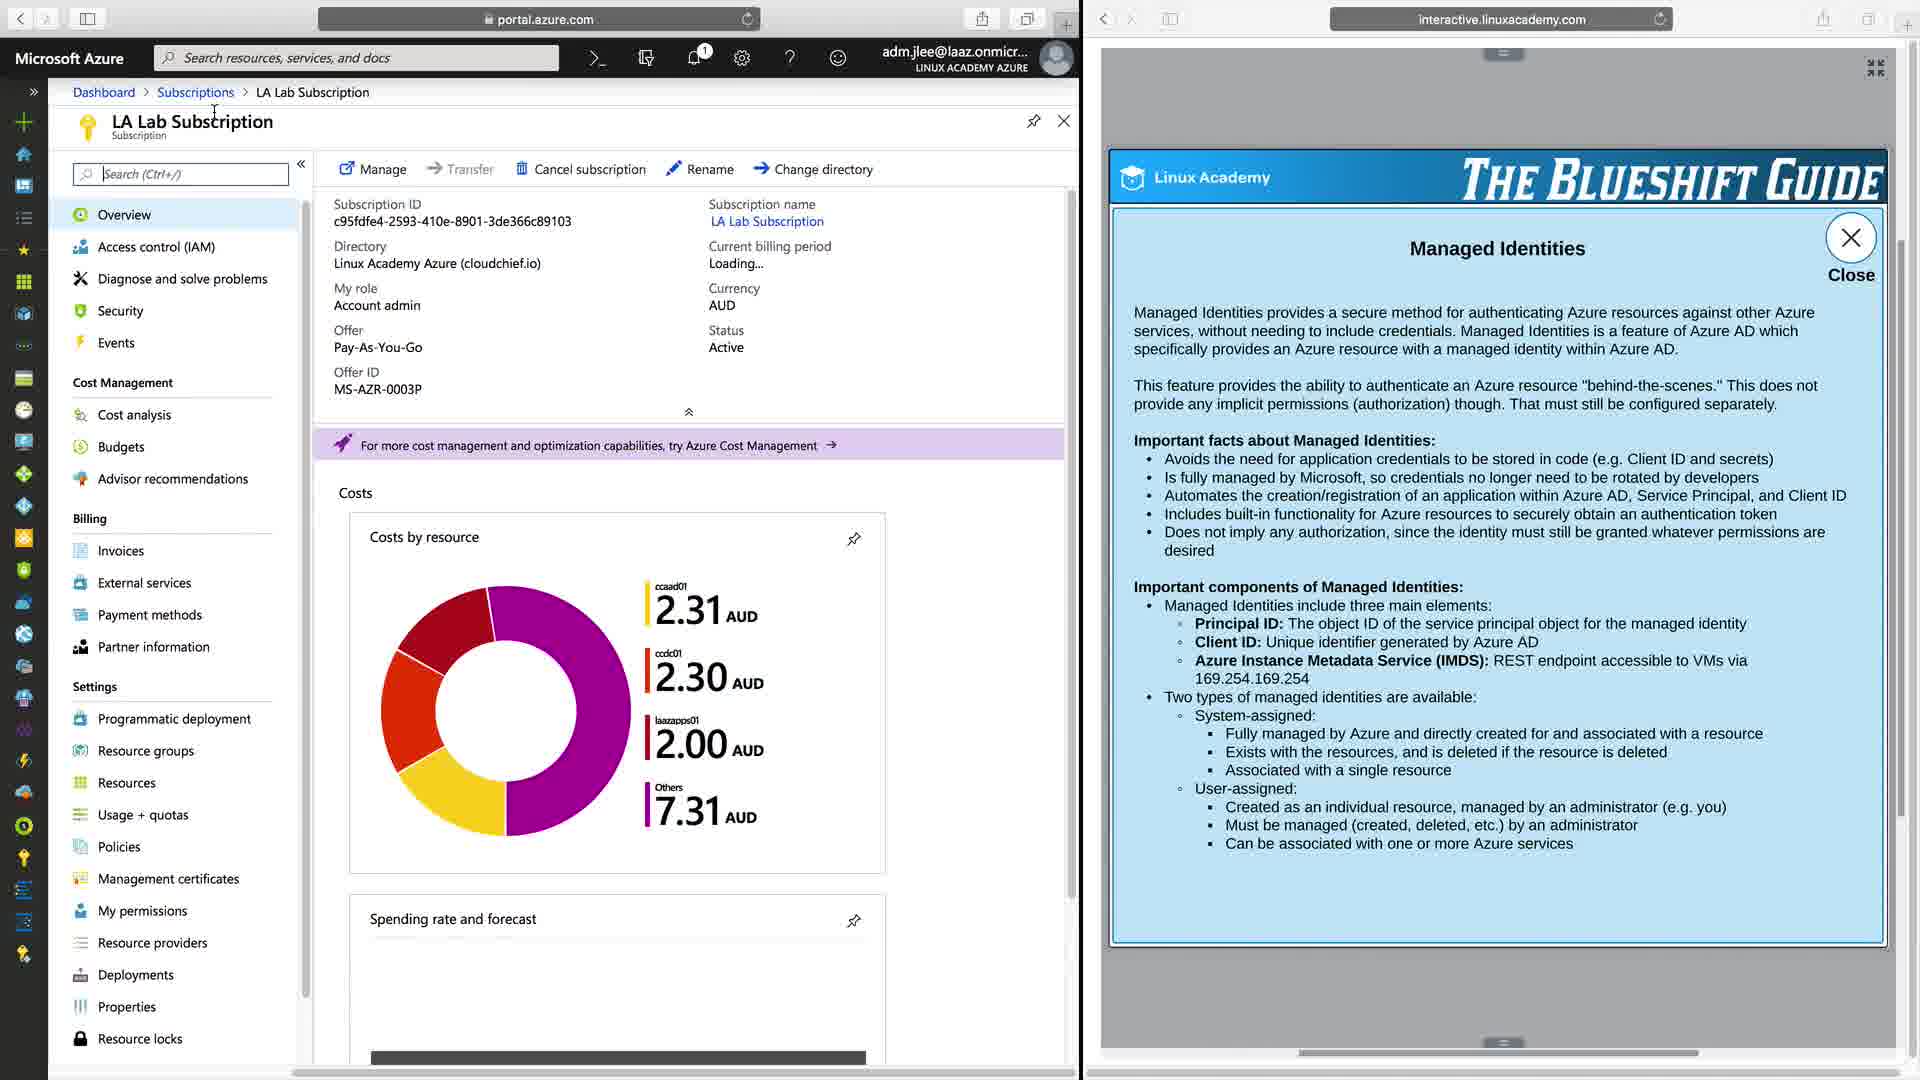 portal.azure.com
Microsoft Azure
Search resources, services, and docs
1
adm.jlee@laaz.onmicr...
LINUX ACADEMY AZURE
Dashboard > Subscriptions > LA Lab Subscription
LA Lab Subscription
Subscription
Search (Ctrl+/)
Overview
Access control (IAM)
Diagnose and solve problems
Security
Events
Cost Management
Cost analysis
Budgets
Advisor recommendations
Billing
Invoices
External services
Payment methods
Partner information
Settings
Programmatic deployment
Resource groups
Resources
Usage + quotas
Policies
Management certificates
My permissions
Resource providers
Deployments
Properties
Resource locks
Manage
Transfer
Cancel subscription
Rename
Change directory
Subscription ID
c95fdfe4-2593-410e-8901-3de366c89103
Directory
Linux Academy Azure (cloudchief.io)
My role
Account admin
Offer
Pay-As-You-Go
Offer ID
MS-AZR-0003P
Subscription name
LA Lab Subscription
Current billing period
Loading...
Currency
AUD
Status
Active
For more cost management and optimization capabilities, try Azure Cost Management
Costs
Costs by resource
ccaad01
2.31 AUD
ccdc01
2.30 AUD
laazapps01
2.00 AUD
Others
7.31 AUD
Spending rate and forecast
interactive.linuxacademy.com
Linux Academy
THE BLUESHIFT GUIDE
Managed Identities
Close
Managed Identities provides a secure method for authenticating Azure resources against other Azure
services, without needing to include credentials. Managed Identities is a feature of Azure AD which
specifically provides an Azure resource with a managed identity within Azure AD.
This feature provides the ability to authenticate an Azure resource "behind-the-scenes." This does not
provide any implicit permissions (authorization) though. That must still be configured separately.
Important facts about Managed Identities:
• Avoids the need for application credentials to be stored in code (e.g. Client ID and secrets)
• Is fully managed by Microsoft, so credentials no longer need to be rotated by developers
• Automates the creation/registration of an application within Azure AD, Service Principal, and Client ID
• Includes built-in functionality for Azure resources to securely obtain an authentication token
• Does not imply any authorization, since the identity must still be granted whatever permissions are
desired
Important components of Managed Identities:
• Managed Identities include three main elements:
◦ Principal ID: The object ID of the service principal object for the managed identity
◦ Client ID: Unique identifier generated by Azure AD
◦ Azure Instance Metadata Service (IMDS): REST endpoint accessible to VMs via
169.254.169.254
• Two types of managed identities are available:
◦ System-assigned:
▪ Fully managed by Azure and directly created for and associated with a resource
▪ Exists with the resources, and is deleted if the resource is deleted
▪ Associated with a single resource
◦ User-assigned:
▪ Created as an individual resource, managed by an administrator (e.g. you)
▪ Must be managed (created, deleted, etc.) by an administrator
▪ Can be associated with one or more Azure services